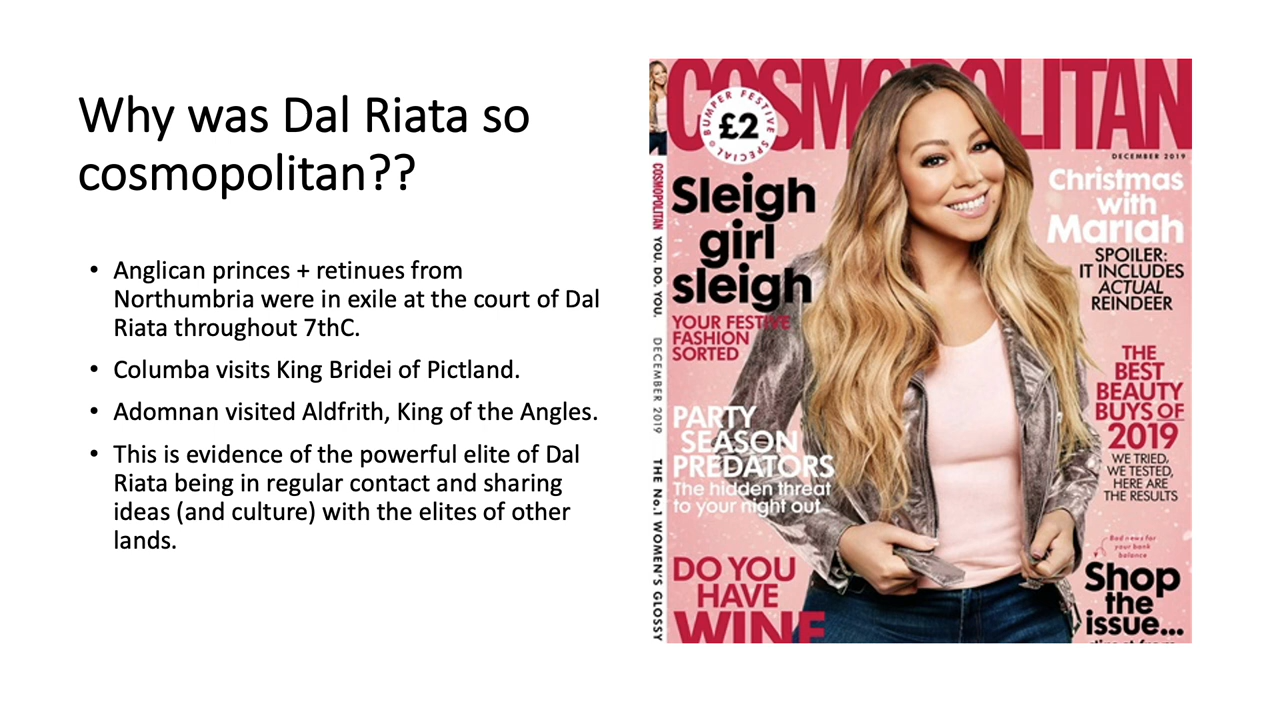 Why was Dal Riata so
cosmopolitan??
• Anglican princes + retinues from
Northumbria were in exile at the court of Dal
Riata throughout 7thC.
• Columba visits King Bridei of Pictland.
• Adomnan visited Aldfrith, King of the Angles.
• This is evidence of the powerful elite of Dal
Riata being in regular contact and sharing
ideas (and culture) with the elites of other
lands.
COSMOPOLITAN
BUMPER FESTIVE SPECIAL
£2
DECEMBER 2019
Sleigh
girl
sleigh
YOUR FESTIVE
FASHION
SORTED
PARTY
SEASON
PREDATORS
The hidden threat
to your night out
DO YOU
HAVE
WINE
Christmas
with
Mariah
SPOILER:
IT INCLUDES
ACTUAL
REINDEER
THE
BEST
BEAUTY
BUYS OF
2019
WE TRIED,
WE TESTED,
HERE ARE
THE RESULTS
Bad news for
your bank
balance
Shop
the
issue...
COSMOPOLITAN YOU. DO. YOU. DECEMBER 2019 THE No.1 WOMEN'S GLOSSY